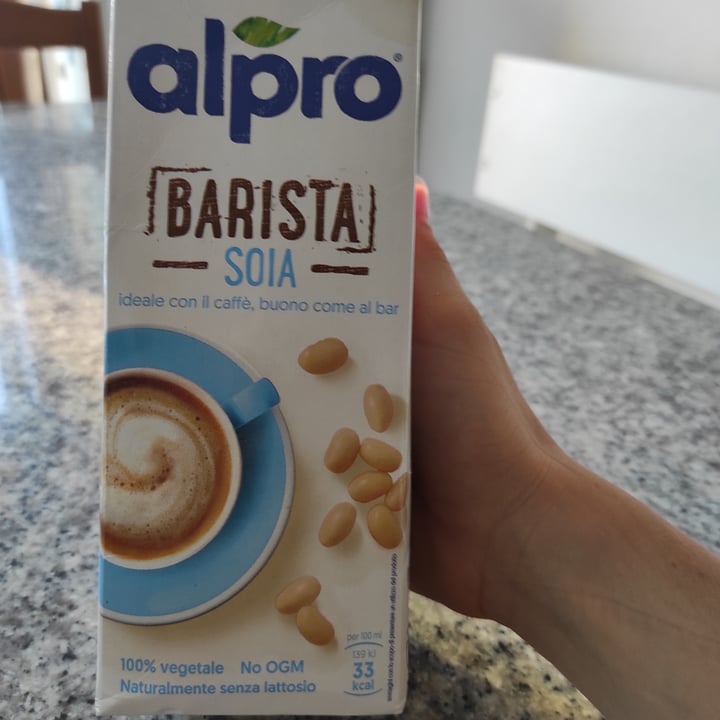 alpro®
BARISTA
SOIA
ideale con il caffè, buono come al bar
100% vegetale No OGM
Naturalmente senza lattosio
per 100 ml
139 kJ
33
kcal